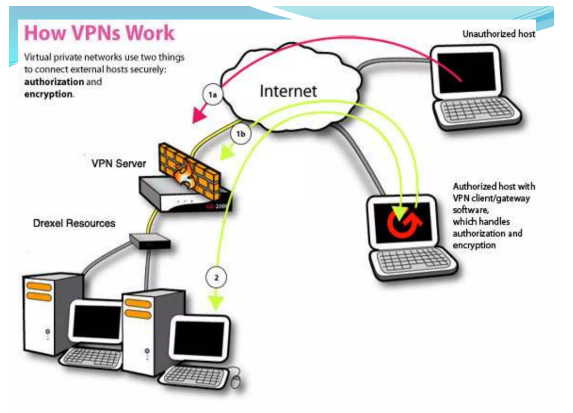 How VPNs Work
Virtual private networks use two things
to connect external hosts securely:
authorization and
encryption.
Unauthorized host
1a
Internet
1b
VPN Server
Authorized host with
VPN client/gateway
software,
which handles
authorization and
encryption
Drexel Resources
2